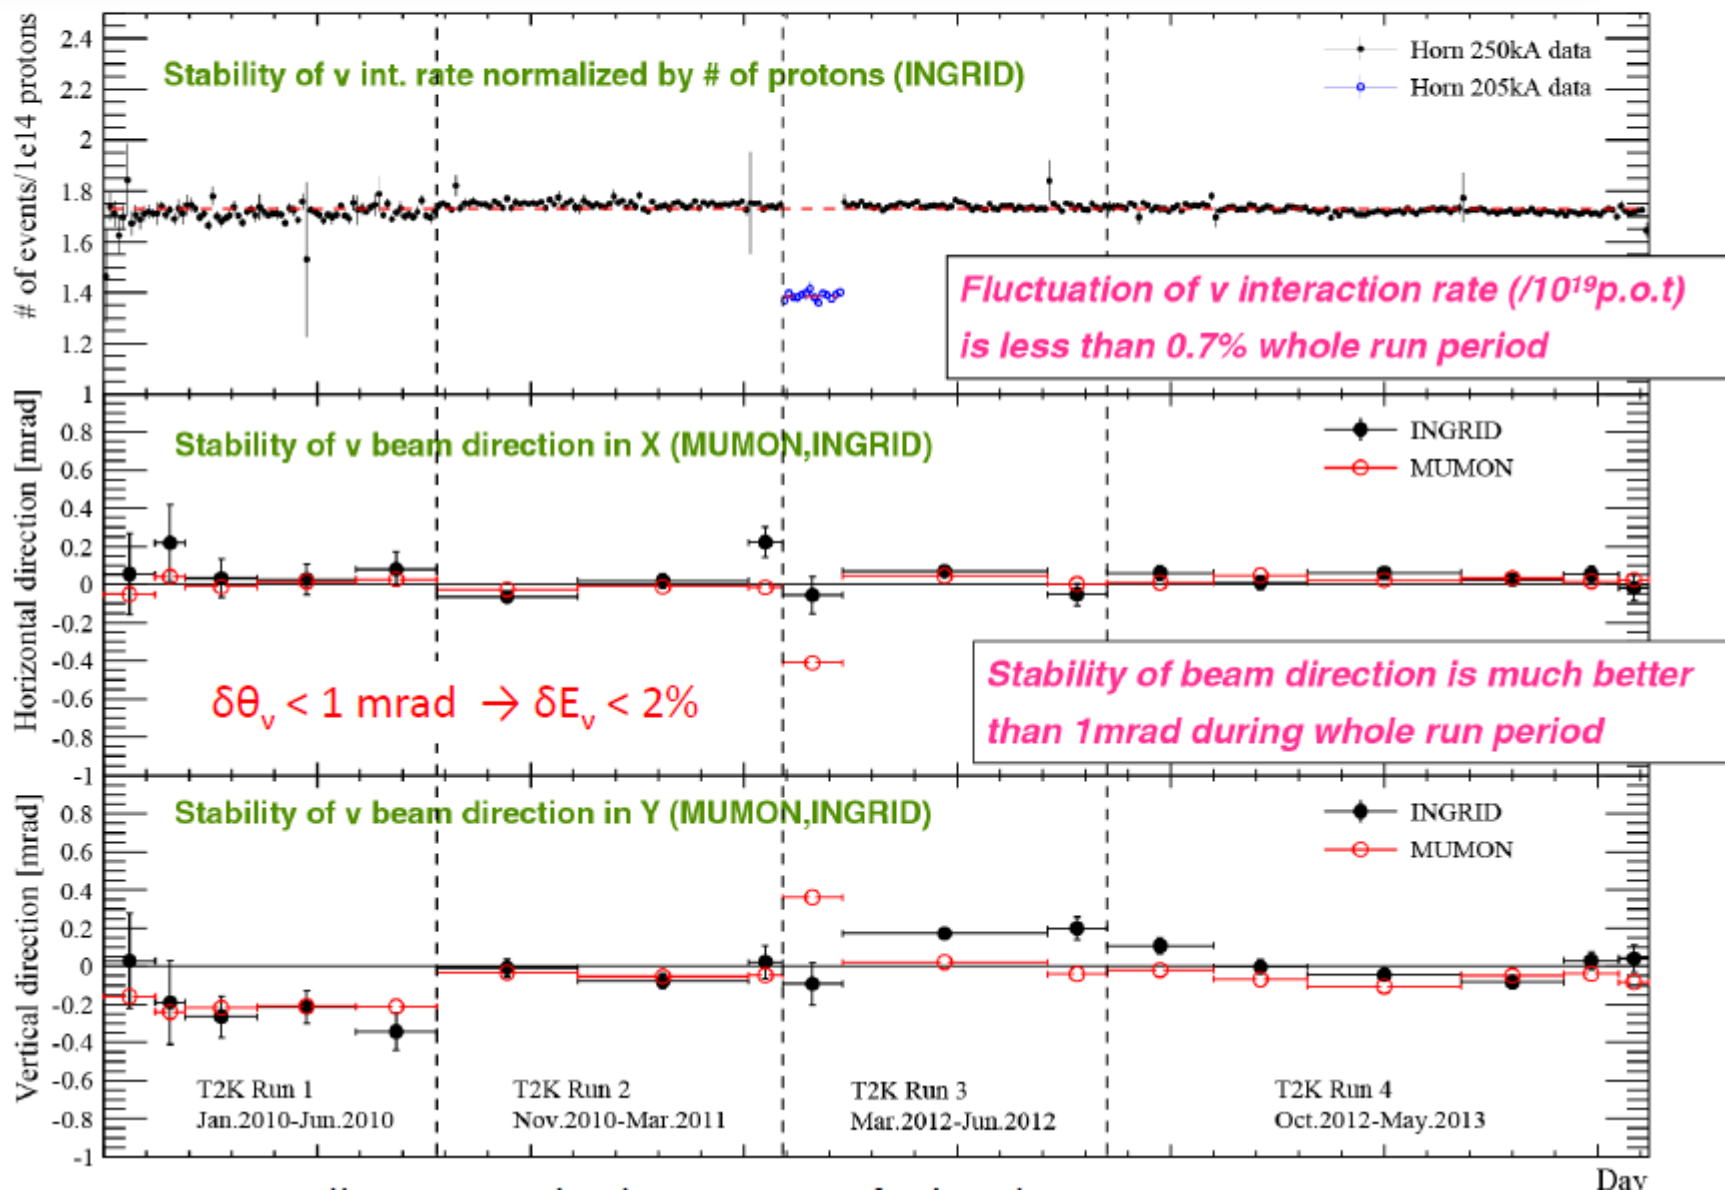 # of events/1e14 protons
2.4
2.2
2
1.8
1.6
1.4
1.2
1
Stability of ν int. rate normalized by # of protons (INGRID)
Horn 250kA data
Horn 205kA data
Fluctuation of ν interaction rate (/10¹⁹p.o.t)
is less than 0.7% whole run period
Horizontal direction [mrad]
0.8
0.6
0.4
0.2
0
-0.2
-0.4
-0.6
-0.8
-1
Stability of ν beam direction in X (MUMON,INGRID)
INGRID
MUMON
δθν < 1 mrad → δEν < 2%
Stability of beam direction is much better
than 1mrad during whole run period
Vertical direction [mrad]
0.8
0.6
0.4
0.2
0
-0.2
-0.4
-0.6
-0.8
-1
Stability of ν beam direction in Y (MUMON,INGRID)
INGRID
MUMON
T2K Run 1
Jan.2010-Jun.2010
T2K Run 2
Nov.2010-Mar.2011
T2K Run 3
Mar.2012-Jun.2012
T2K Run 4
Oct.2012-May.2013
Day